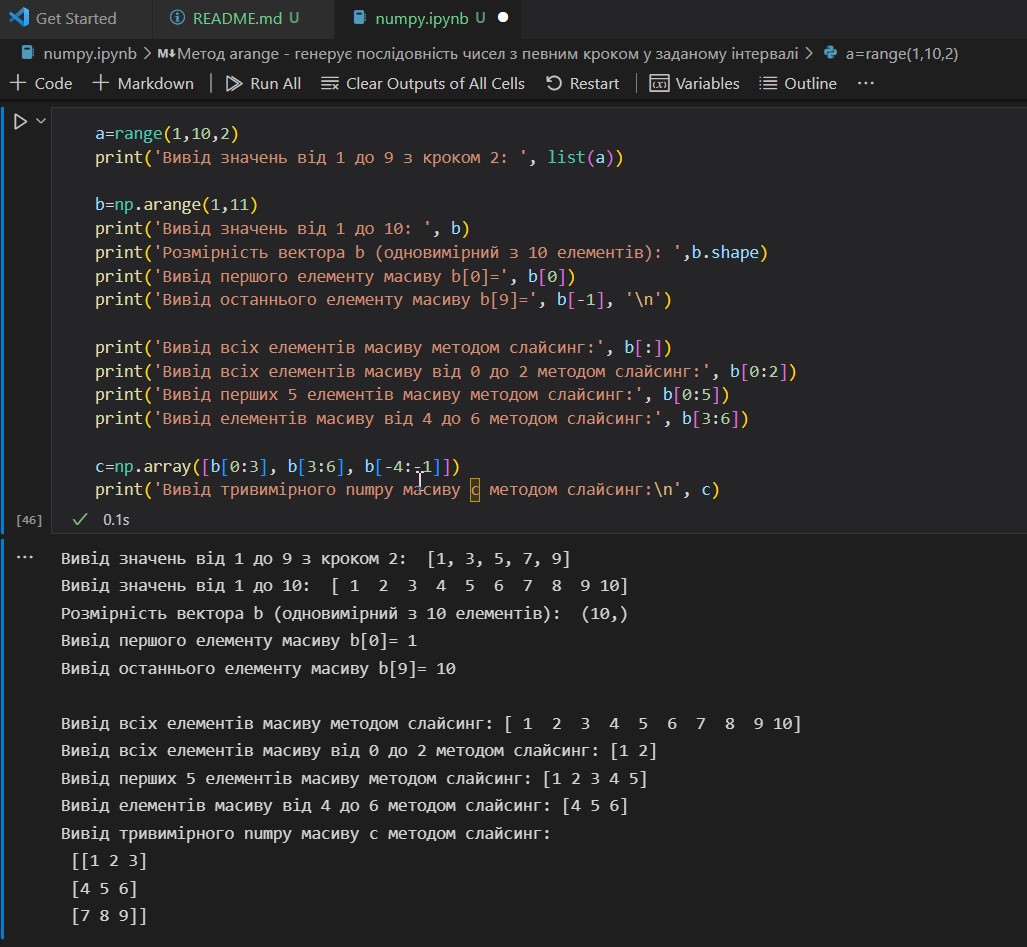 Get Started
README.md U
numpy.ipynb U
numpy.ipynb > M↓Метод arange - генерує послідовність чисел з певним кроком у заданому інтервалі > a=range(1,10,2)
+ Code + Markdown | Run All Clear Outputs of All Cells Restart | Variables Outline ...
a=range(1,10,2)
print('Вивід значень від 1 до 9 з кроком 2: ', list(a))
b=np.arange(1,11)
print('Вивід значень від 1 до 10: ', b)
print('Розмірність вектора b (одновимірний з 10 елементів): ',b.shape)
print('Вивід першого елементу масиву b[0]=', b[0])
print('Вивід останнього елементу масиву b[9]=', b[-1], '\n')
print('Вивід всіх елементів масиву методом слайсинг:', b[:])
print('Вивід всіх елементів масиву від 0 до 2 методом слайсинг:', b[0:2])
print('Вивід перших 5 елементів масиву методом слайсинг:', b[0:5])
print('Вивід елементів масиву від 4 до 6 методом слайсинг:', b[3:6])
c=np.array([b[0:3], b[3:6], b[-4:-1]])
print('Вивід тривимірного numpy масиву с методом слайсинг:\n', c)
[46] 0.1s
... Вивід значень від 1 до 9 з кроком 2:  [1, 3, 5, 7, 9]
Вивід значень від 1 до 10:  [ 1  2  3  4  5  6  7  8  9 10]
Розмірність вектора b (одновимірний з 10 елементів):  (10,)
Вивід першого елементу масиву b[0]= 1
Вивід останнього елементу масиву b[9]= 10
Вивід всіх елементів масиву методом слайсинг: [ 1  2  3  4  5  6  7  8  9 10]
Вивід всіх елементів масиву від 0 до 2 методом слайсинг: [1 2]
Вивід перших 5 елементів масиву методом слайсинг: [1 2 3 4 5]
Вивід елементів масиву від 4 до 6 методом слайсинг: [4 5 6]
Вивід тривимірного numpy масиву с методом слайсинг:
[[1 2 3]
[4 5 6]
[7 8 9]]